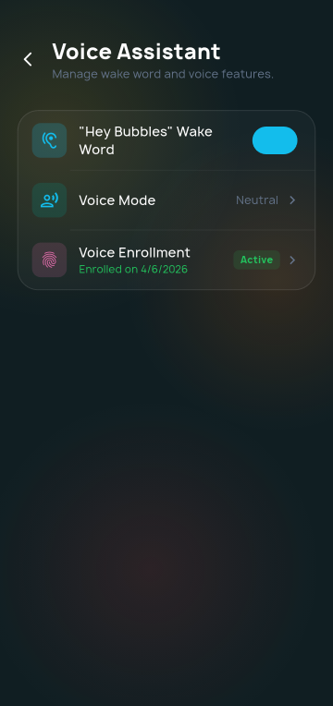 Voice Assistant
Manage wake word and voice features.
"Hey Bubbles" Wake
Word
Voice Mode
Neutral
Voice Enrollment
Enrolled on 4/6/2026
Active